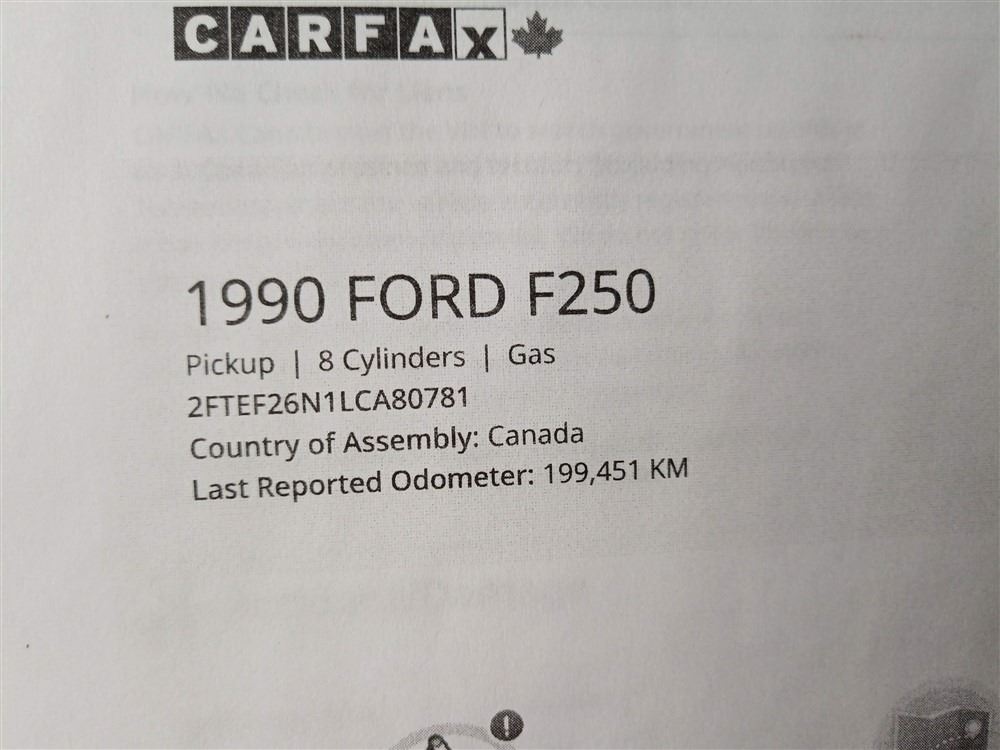 CARFAX
1990 FORD F250
Pickup | 8 Cylinders | Gas
2FTEF26N1LCA80781
Country of Assembly: Canada
Last Reported Odometer: 199,451 KM
!